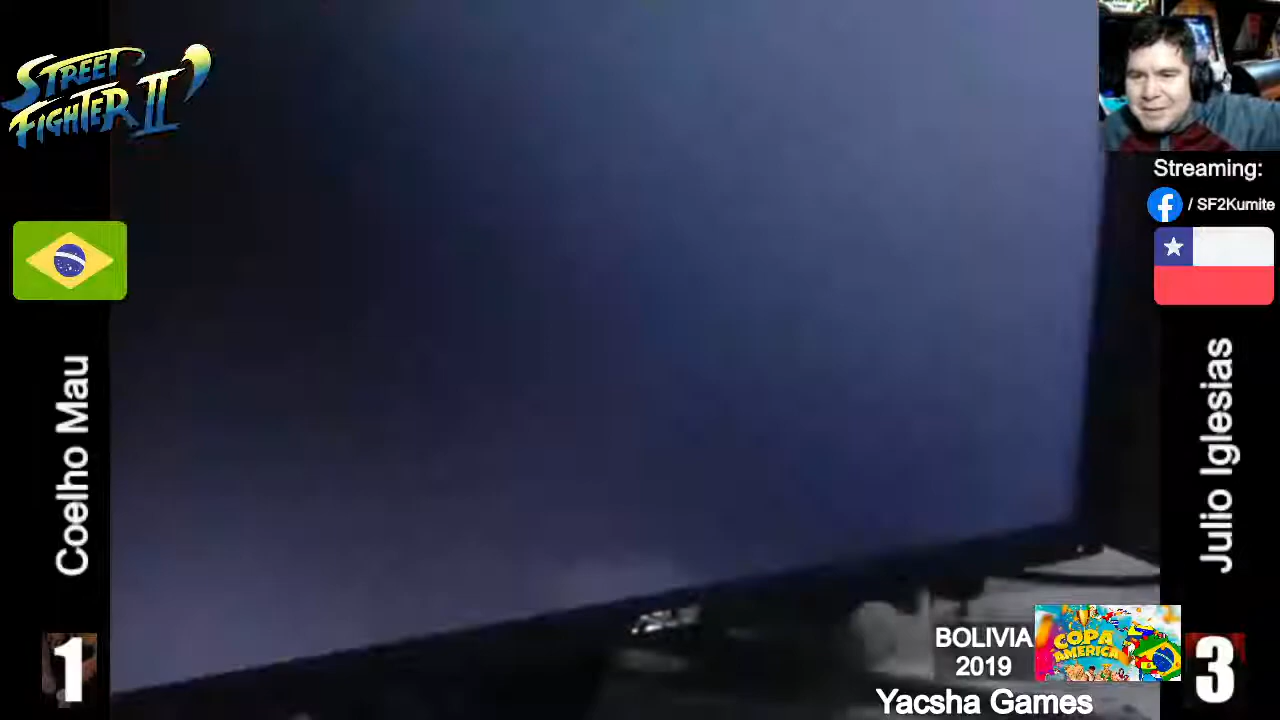 STREET
FIGHTER II'
Streaming:
/ SF2Kumite
Coelho Mau
Julio Iglesias
1
BOLIVIA
2019
COPA
AMERICA
Yacsha Games
3